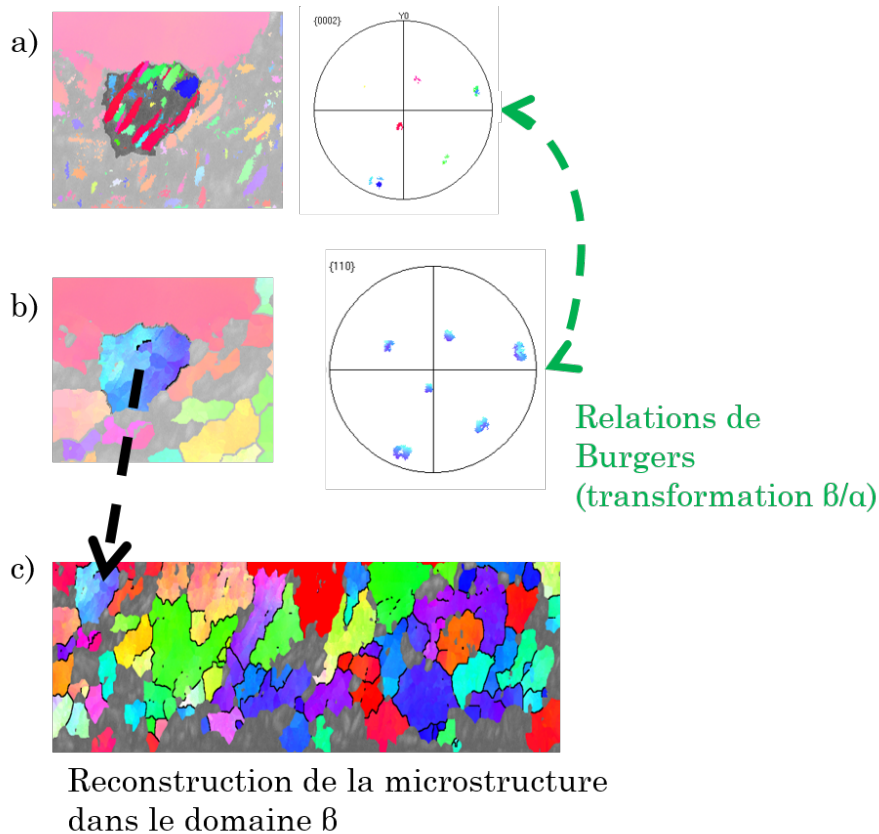 a)
{0002}
Y0
b)
{110}
Relations de
Burgers
(transformation β/α)
c)
Reconstruction de la microstructure
dans le domaine β